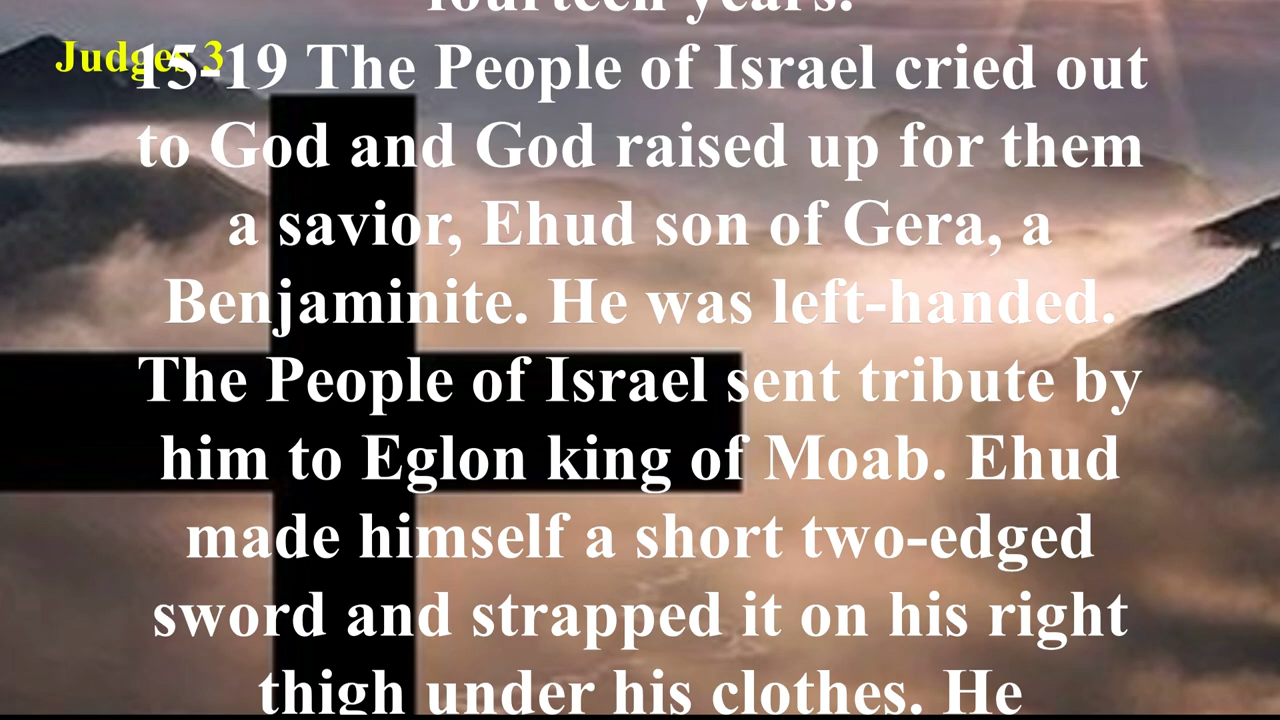 fourteen years.
Judges 3
15-19 The People of Israel cried out
to God and God raised up for them
a savior, Ehud son of Gera, a
Benjaminite. He was left-handed.
The People of Israel sent tribute by
him to Eglon king of Moab. Ehud
made himself a short two-edged
sword and strapped it on his right
thigh under his clothes. He